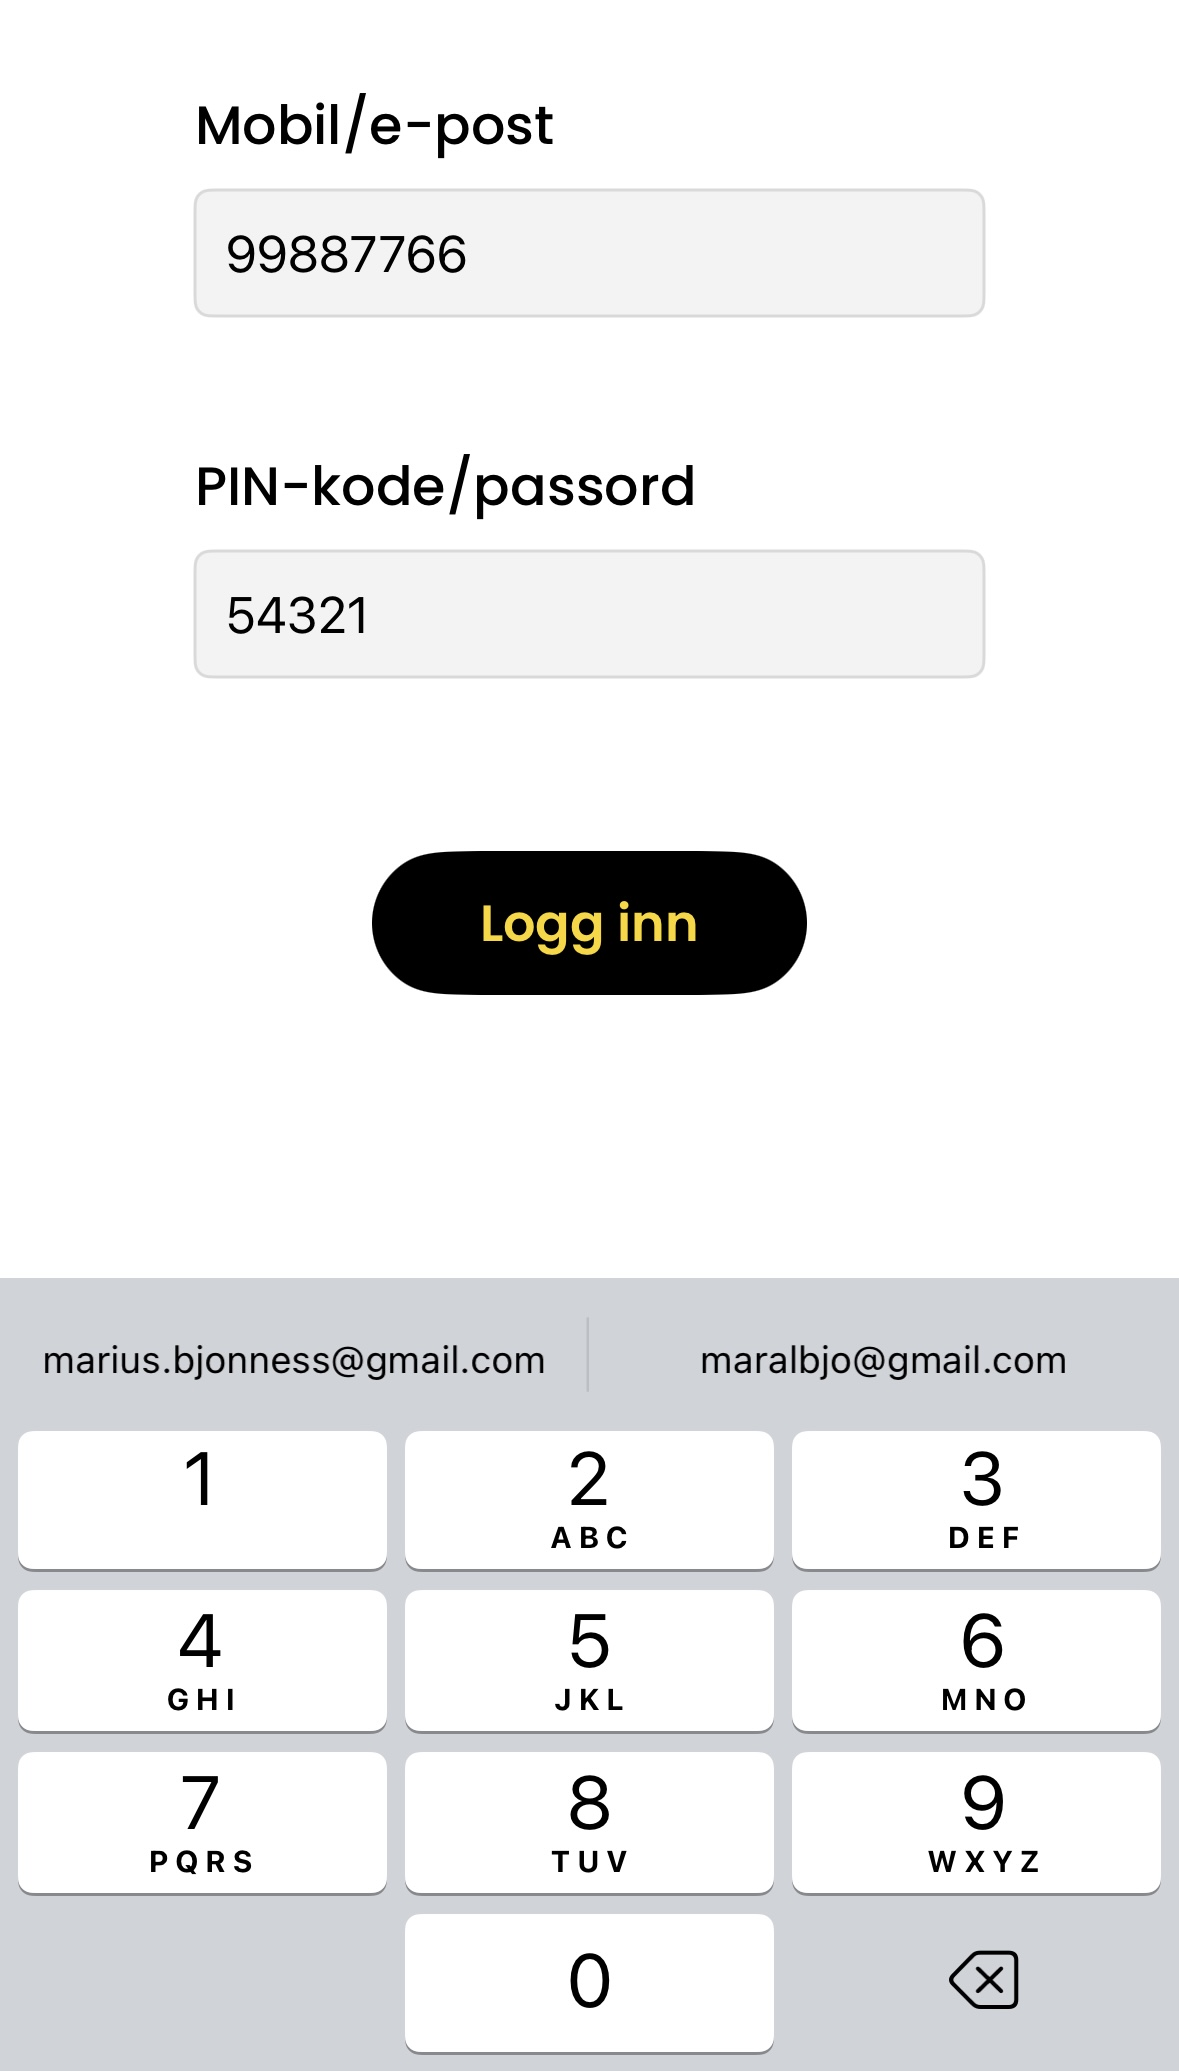 Mobil/e-post
99887766
PIN-kode/passord
54321
Logg inn
marius.bjonness@gmail.com maralbjo@gmail.com
1 2 3
ABC DEF
4 5 6
GHI JKL MNO
7 8 9
PQRS TUV WXYZ
0